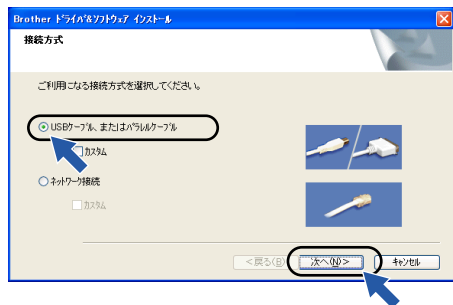 Brother ﾄﾞﾗｲﾊﾞ&ｿﾌﾄｳｪｱ ｲﾝｽﾄｰﾙ
接続方式
ご利用になる接続方式を選択してください。
USBｹｰﾌﾞﾙ、またはﾊﾟﾗﾚﾙｹｰﾌﾞﾙ
ｶｽﾀﾑ
ﾈｯﾄﾜｰｸ接続
ｶｽﾀﾑ
<戻る(B) 次へ(N)> ｷｬﾝｾﾙ